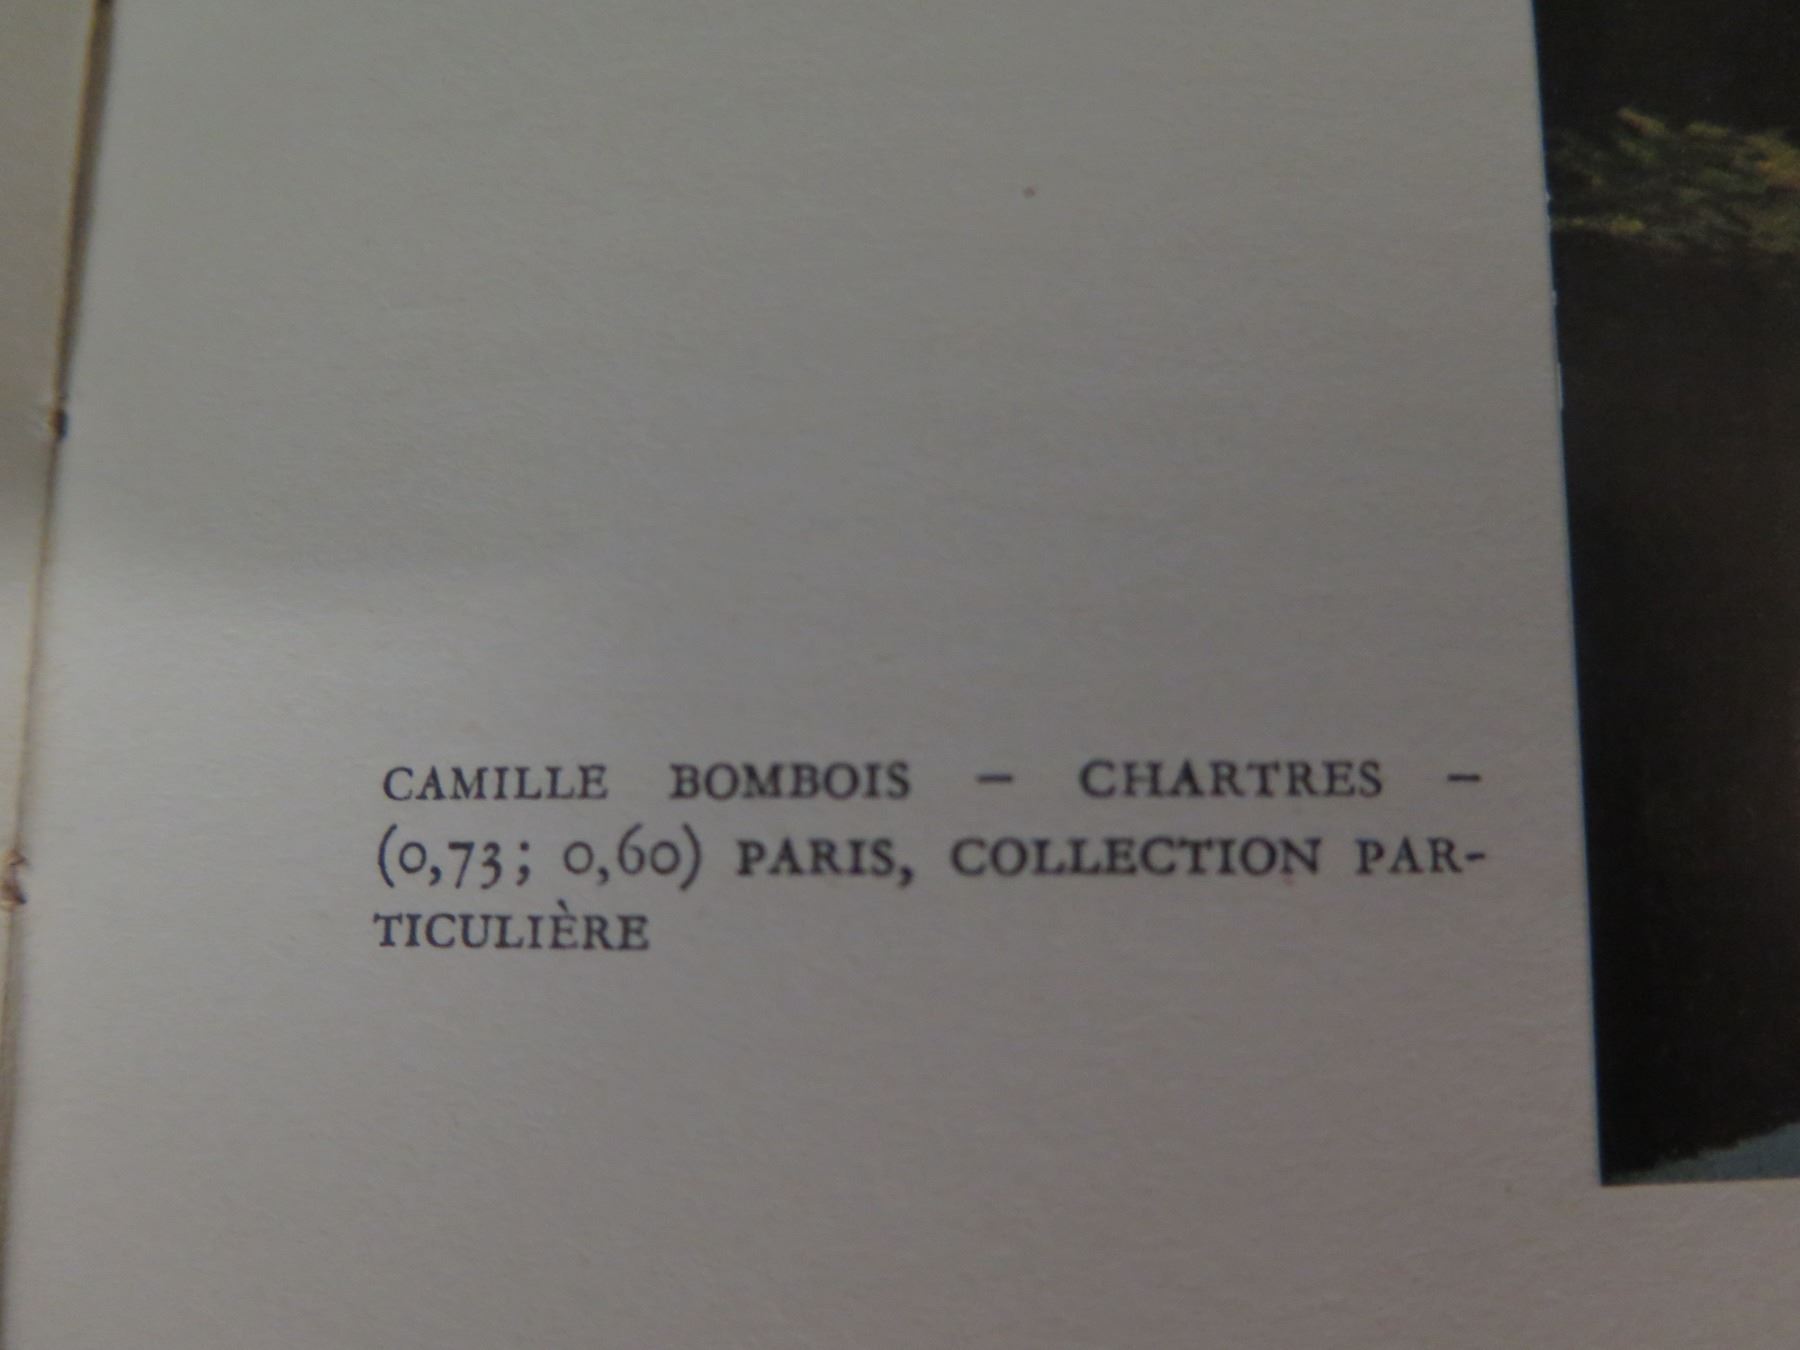 CAMILLE BOMBOIS – CHARTRES –
(0,73; 0,60) PARIS, COLLECTION PAR-
TICULIÈRE